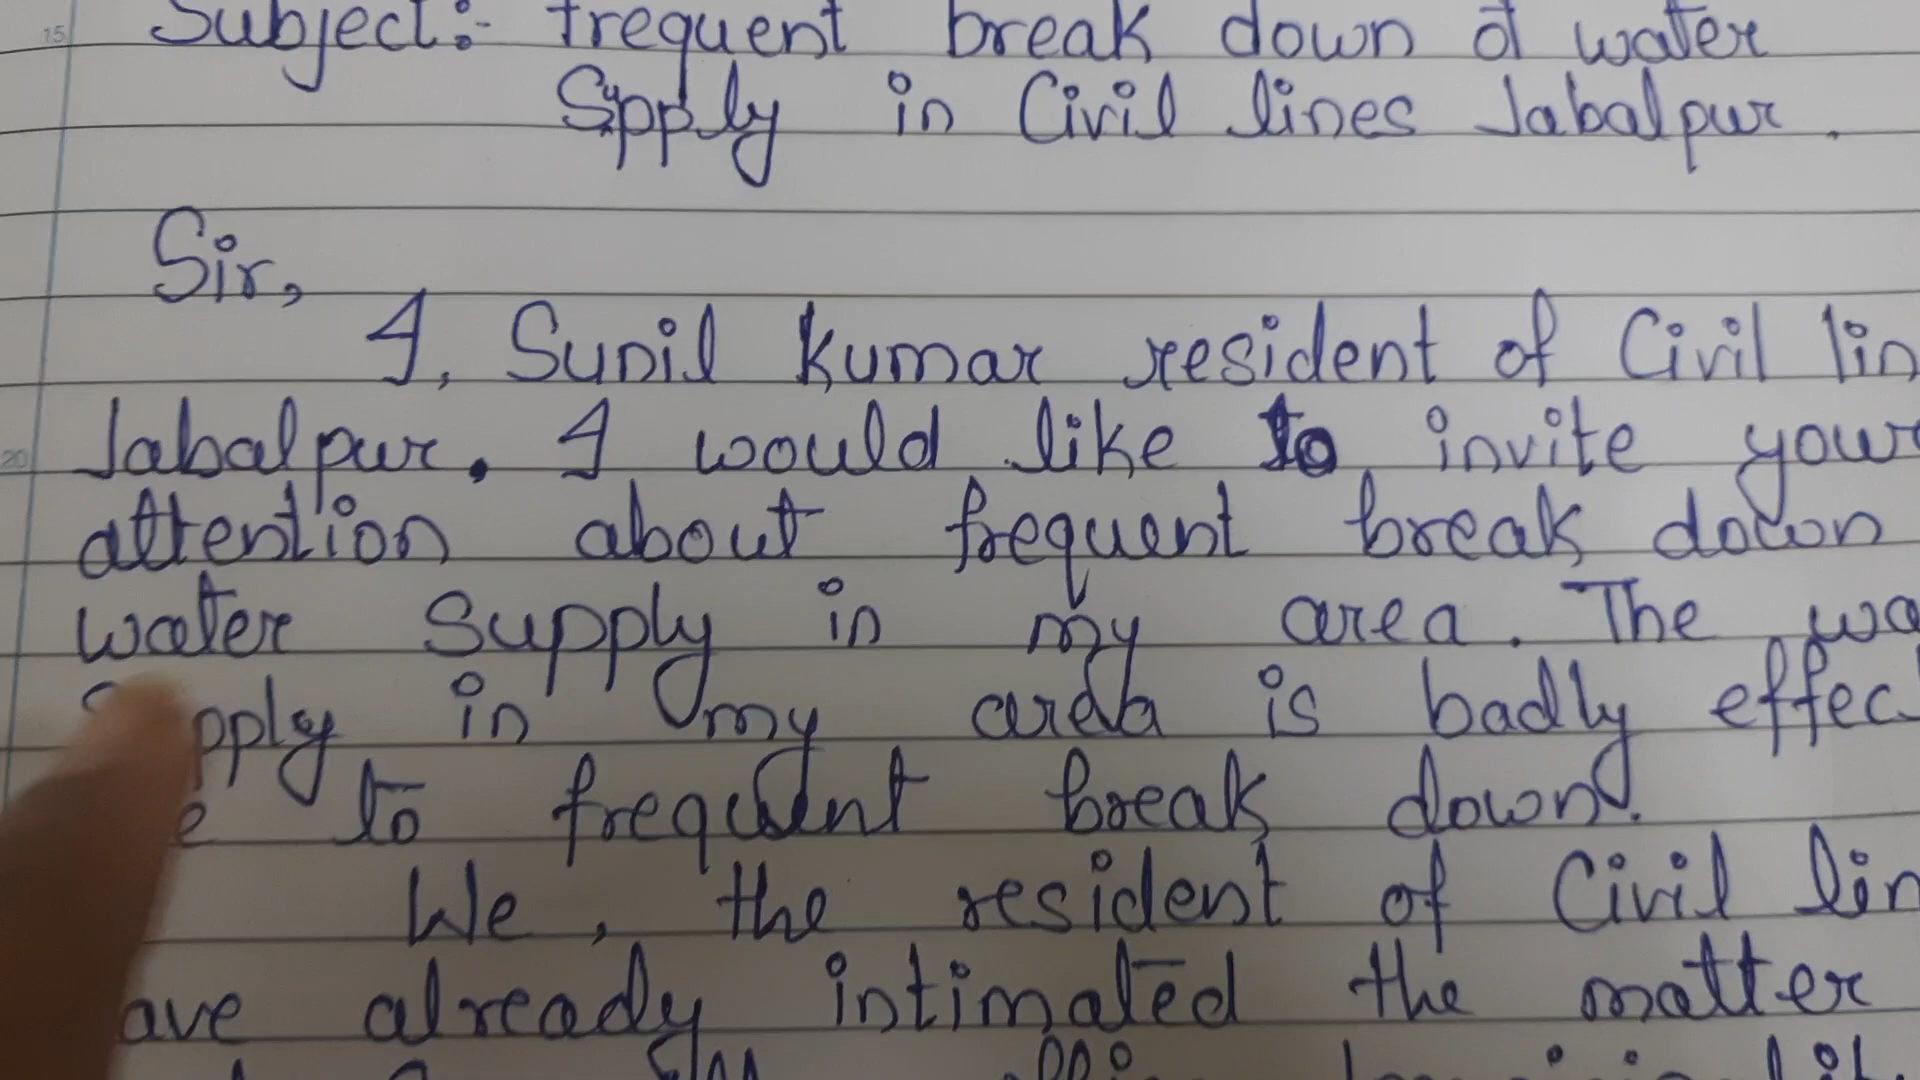 15
Subject:- frequent break down of water
Supply in Civil lines Jabalpur.
Sir,
I, Sunil kumar resident of Civil lin
20 Jabalpur. I would like to invite your
attention about frequent break down
water Supply in my area. The wa
pply in my area is badly effec
e to frequent break down.
We, the resident of Civil lin
ave already intimated the matter